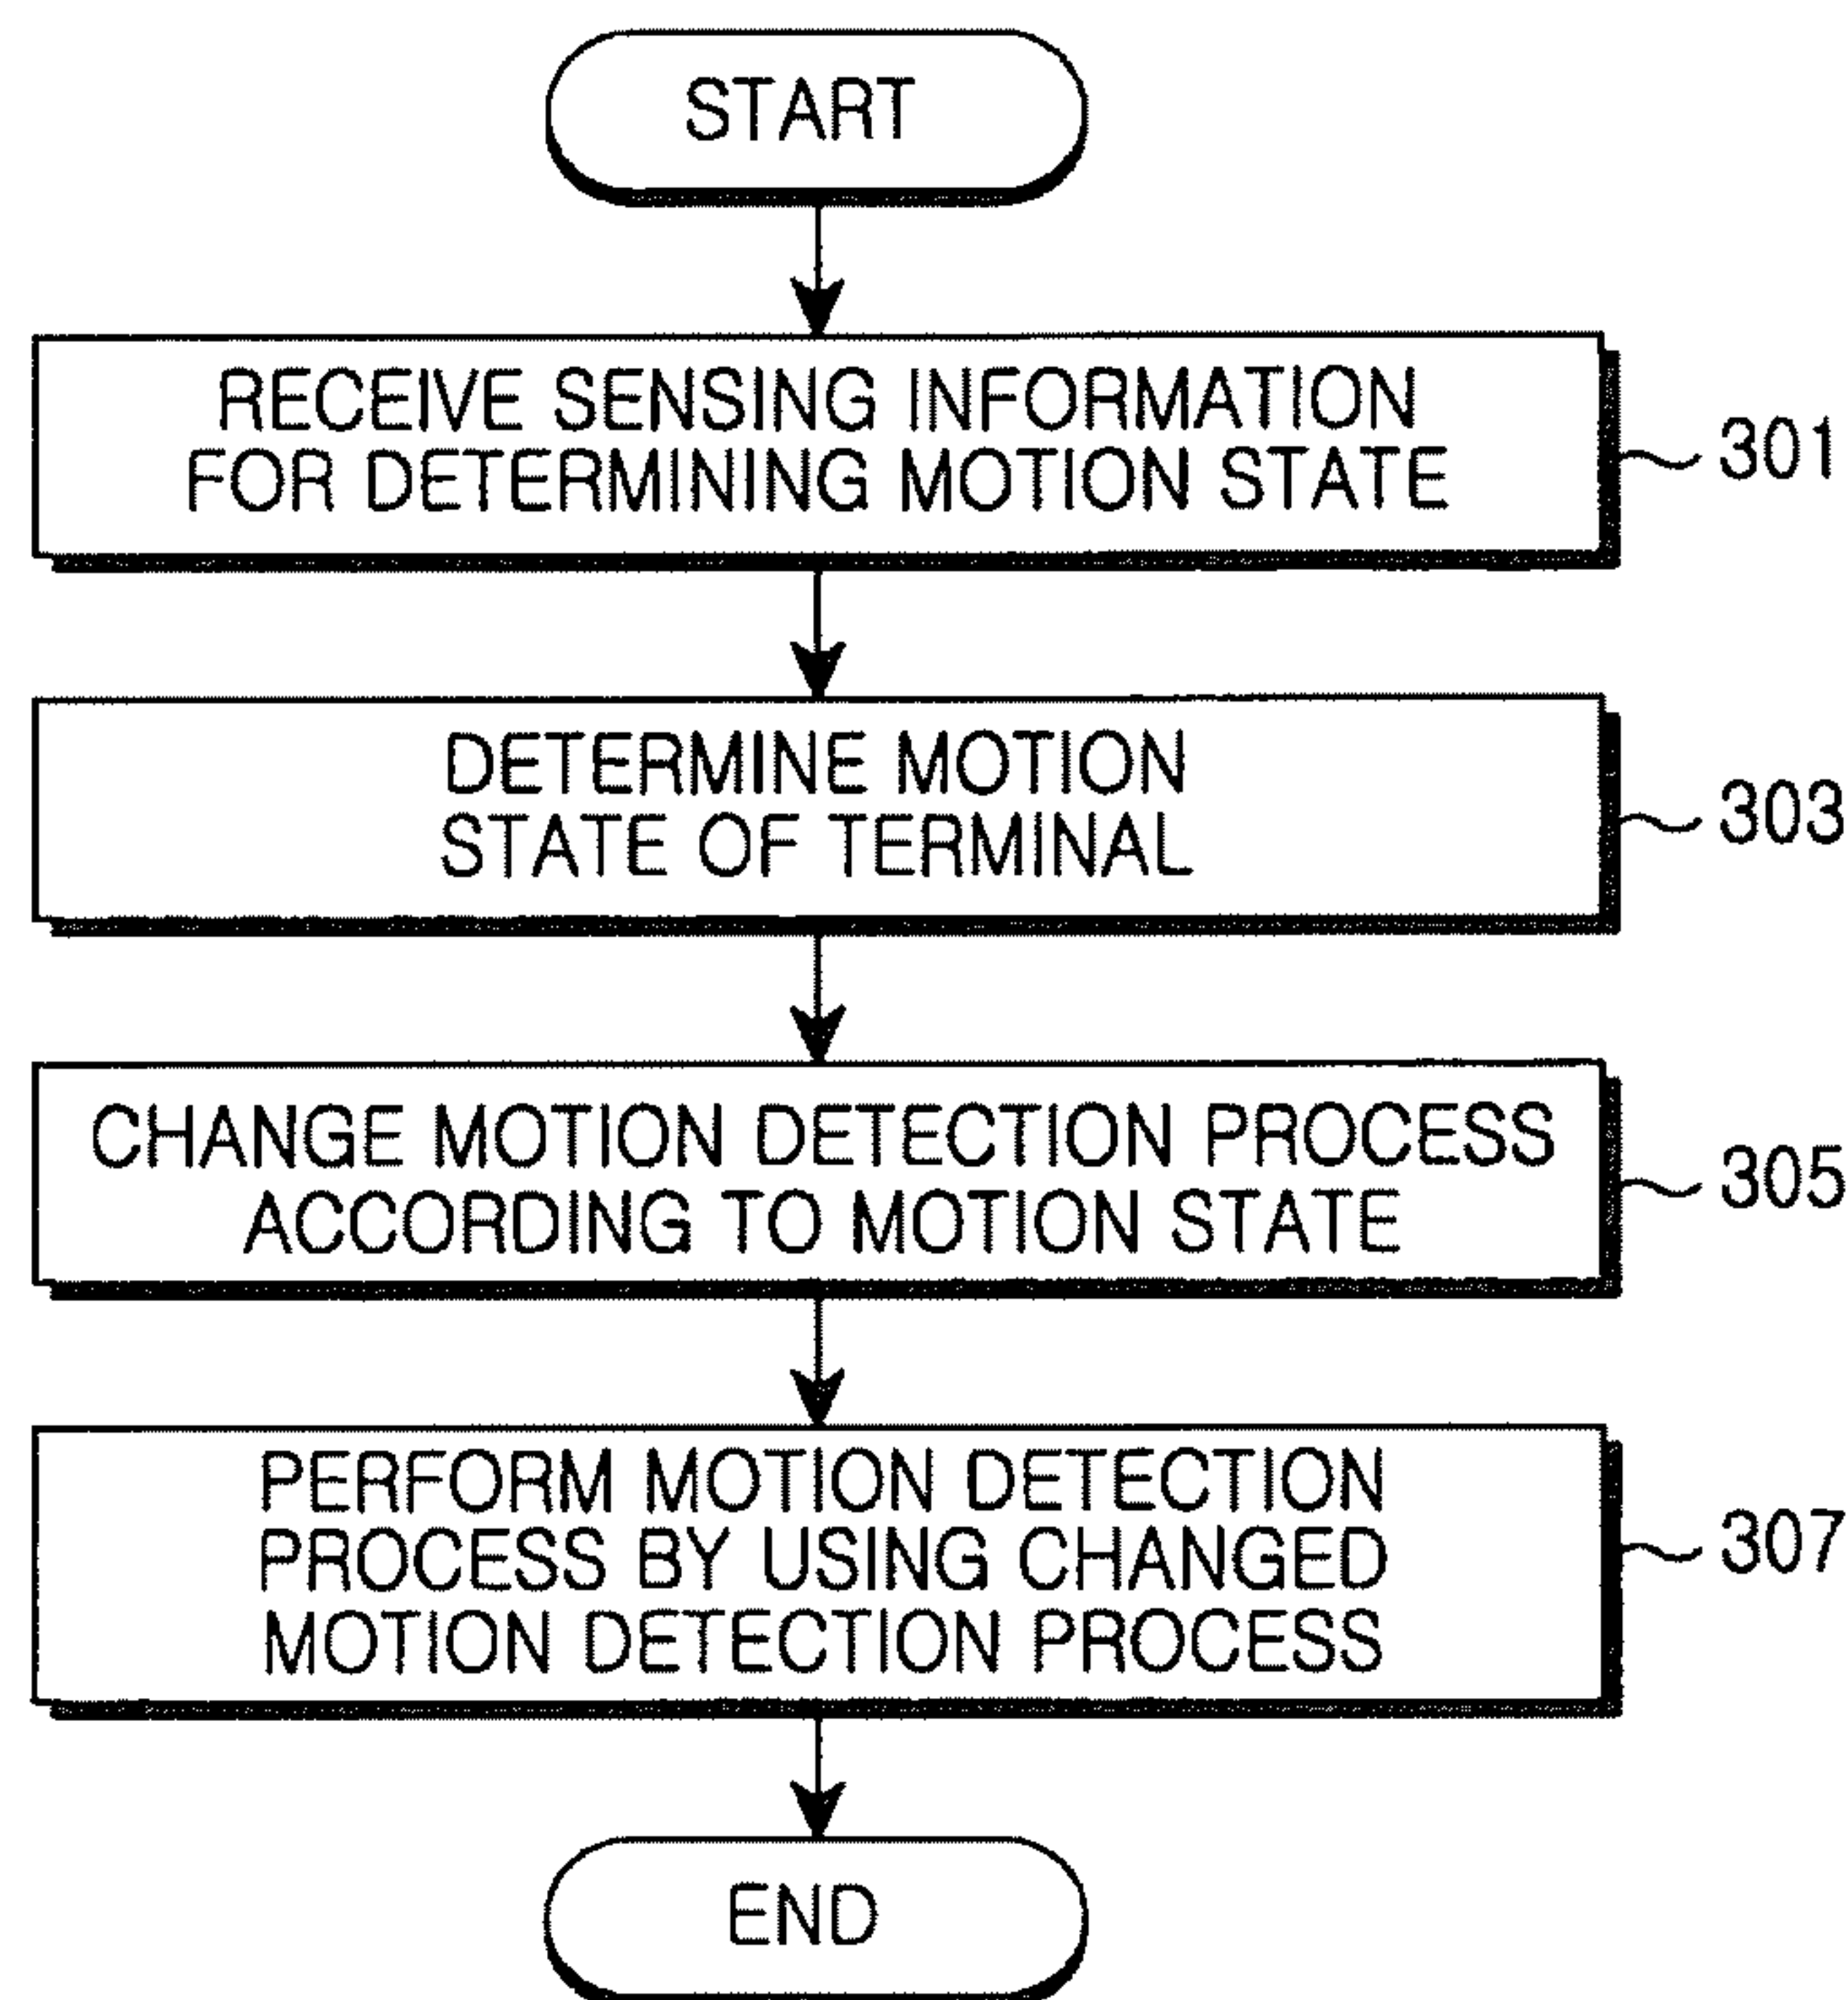 START
RECEIVE SENSING INFORMATION
FOR DETERMINING MOTION STATE
301
DETERMINE MOTION
STATE OF TERMINAL
303
CHANGE MOTION DETECTION PROCESS
ACCORDING TO MOTION STATE
305
PERFORM MOTION DETECTION
PROCESS BY USING CHANGED
MOTION DETECTION PROCESS
307
END